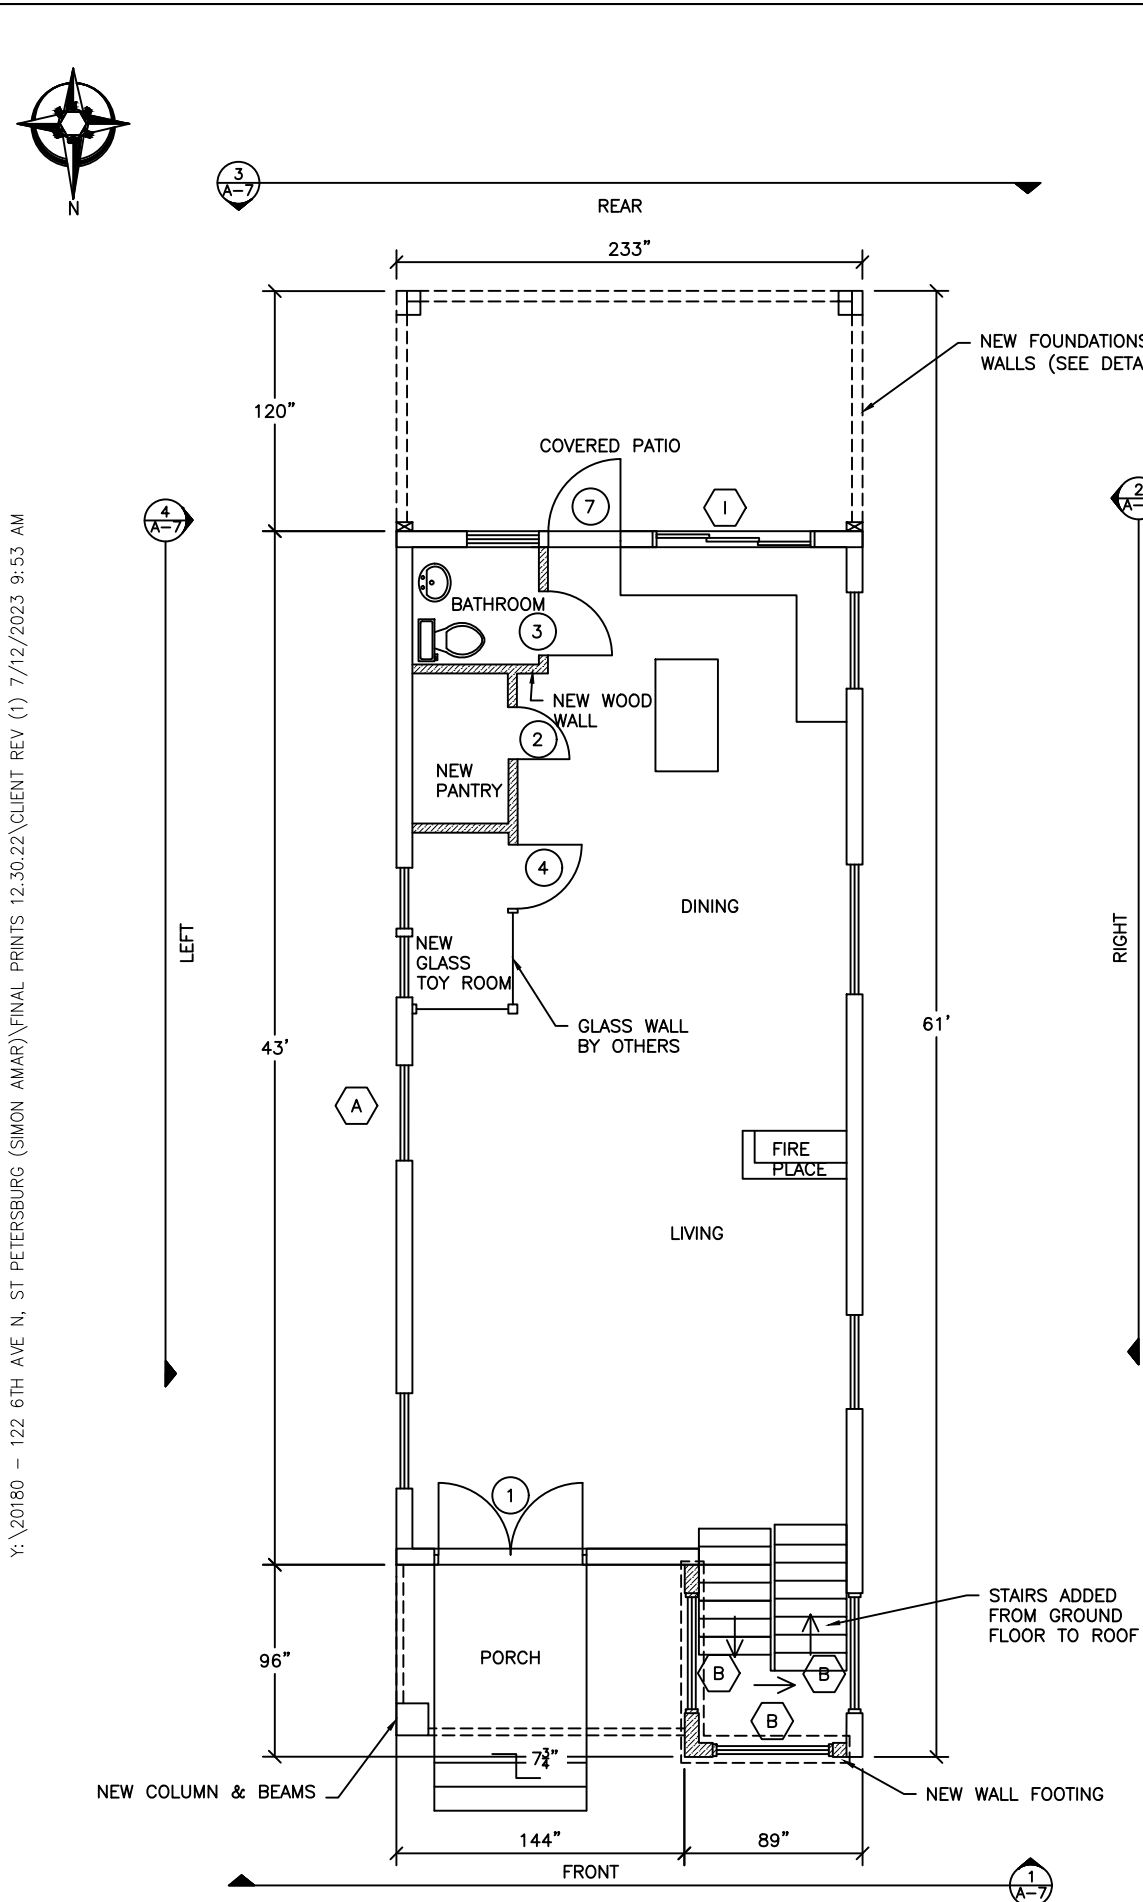 N
3
A-7
REAR
233"
NEW FOUNDATIONS
WALLS (SEE DETA
120"
COVERED PATIO
7
I
4
A-7
2
BATHROOM
3
NEW WOOD
WALL
2
NEW
PANTRY
4
DINING
LEFT
RIGHT
NEW
GLASS
TOY ROOM
GLASS WALL
BY OTHERS
61'
43'
A
FIRE
PLACE
LIVING
Y:\20180 - 122 6TH AVE N, ST PETERSBURG (SIMON AMAR)\FINAL PRINTS 12.30.22\CLIENT REV (1) 7/12/2023 9:53 AM
1
STAIRS ADDED
FROM GROUND
FLOOR TO ROOF
96"
PORCH
B
B
B
7 3/4"
NEW COLUMN & BEAMS
NEW WALL FOOTING
144"
89"
FRONT
1
A-7